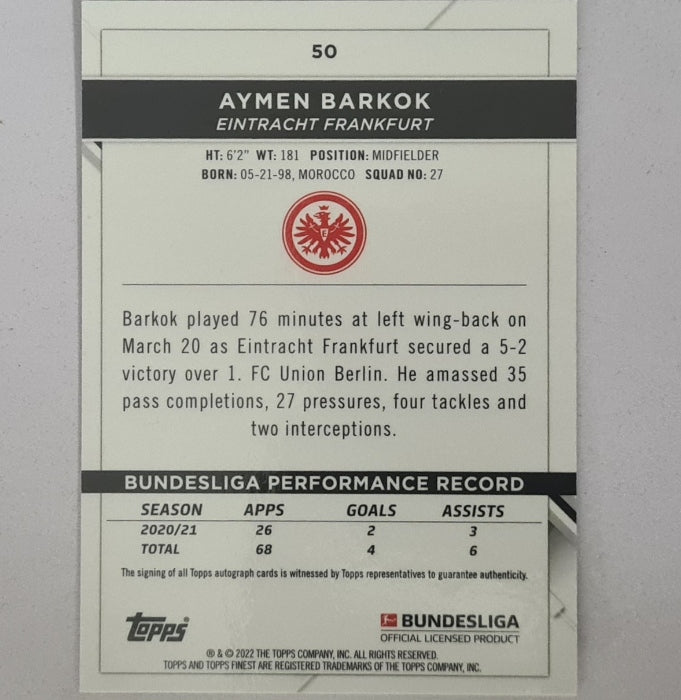 50
AYMEN BARKOK
EINTRACHT FRANKFURT
HT: 6'2" WT: 181 POSITION: MIDFIELDER
BORN: 05-21-98, MOROCCO SQUAD NO: 27
Barkok played 76 minutes at left wing-back on
March 20 as Eintracht Frankfurt secured a 5-2
victory over 1. FC Union Berlin. He amassed 35
pass completions, 27 pressures, four tackles and
two interceptions.
BUNDESLIGA PERFORMANCE RECORD
SEASON APPS GOALS ASSISTS
2020/21 26 2 3
TOTAL 68 4 6
The signing of all Topps autograph cards is witnessed by Topps representatives to guarantee authenticity.
topps
BUNDESLIGA
OFFICIAL LICENSED PRODUCT
® & © 2022 THE TOPPS COMPANY, INC. ALL RIGHTS RESERVED.
TOPPS AND TOPPS FINEST ARE REGISTERED TRADEMARKS OF THE TOPPS COMPANY, INC.